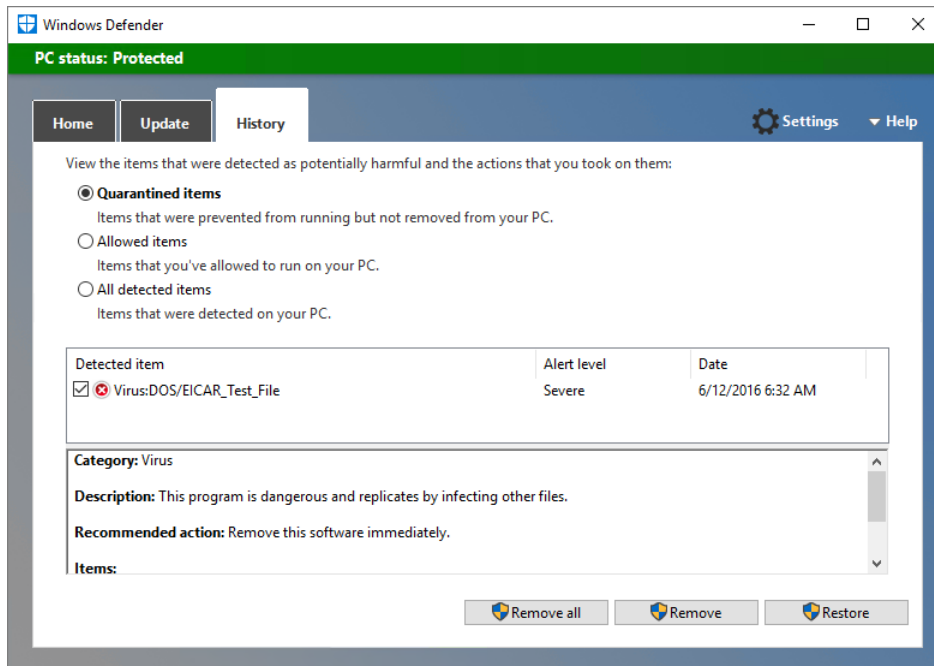 Windows Defender
PC status: Protected
Home Update History Settings Help
View the items that were detected as potentially harmful and the actions that you took on them:
Quarantined items
Items that were prevented from running but not removed from your PC.
Allowed items
Items that you've allowed to run on your PC.
All detected items
Items that were detected on your PC.
Detected item Alert level Date
Virus:DOS/EICAR_Test_File Severe 6/12/2016 6:32 AM
Category: Virus
Description: This program is dangerous and replicates by infecting other files.
Recommended action: Remove this software immediately.
Items:
Remove all Remove Restore